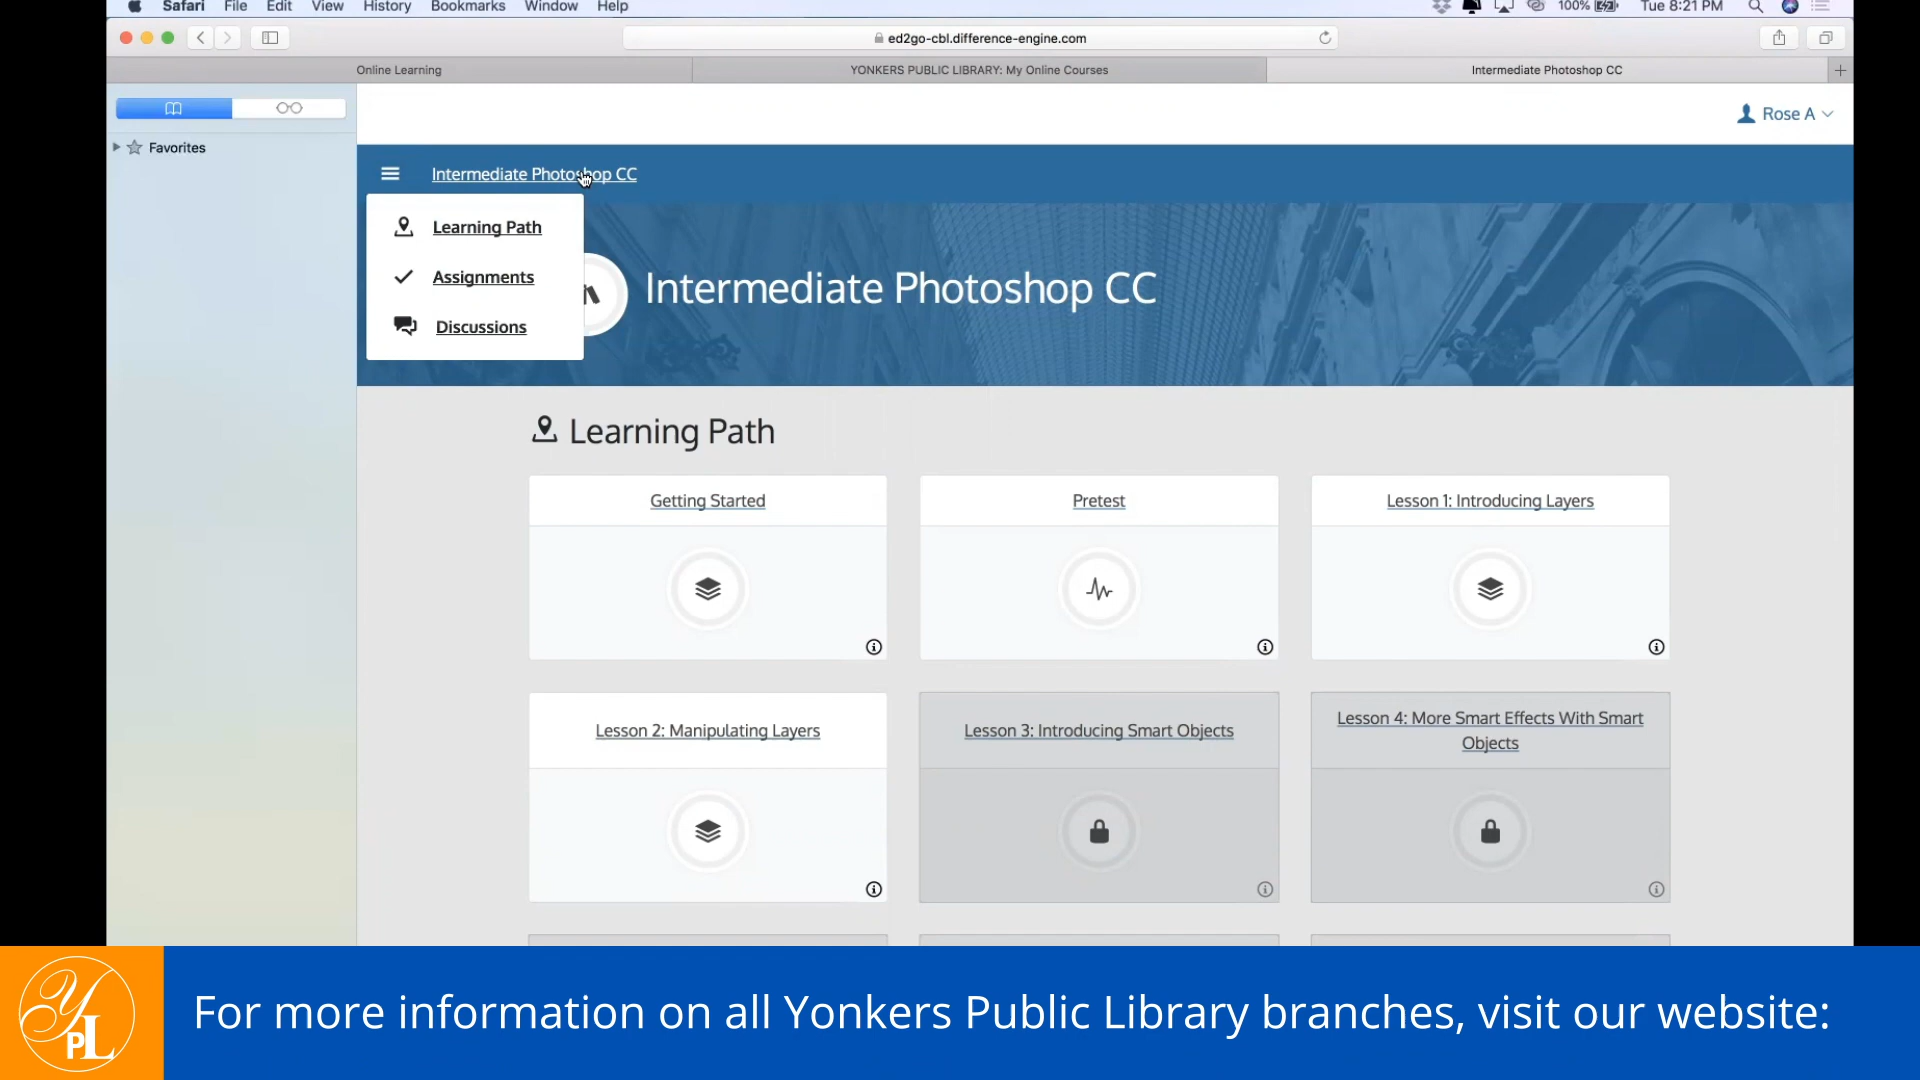 Safari File Edit View History Bookmarks Window Help 100% Tue 8:21 PM
ed2go-cbl.difference-engine.com
Online Learning YONKERS PUBLIC LIBRARY: My Online Courses Intermediate Photoshop CC
Favorites
Rose A
Intermediate Photoshop CC
Learning Path
Assignments
Discussions
Intermediate Photoshop CC
Learning Path
Getting Started
Pretest
Lesson 1: Introducing Layers
Lesson 2: Manipulating Layers
Lesson 3: Introducing Smart Objects
Lesson 4: More Smart Effects With Smart
Objects
YPL
For more information on all Yonkers Public Library branches, visit our website: